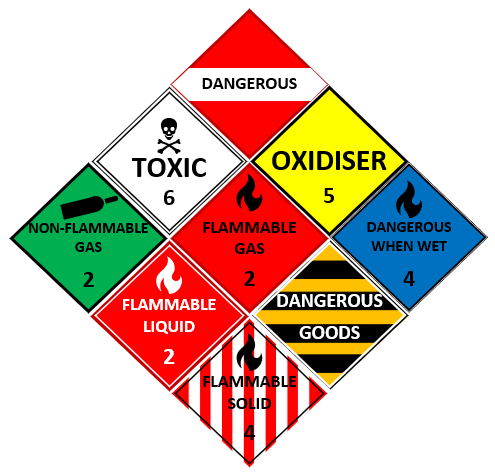 DANGEROUS
TOXIC
6
OXIDISER
5
NON-FLAMMABLE
GAS
2
FLAMMABLE
GAS
2
DANGEROUS
WHEN WET
4
FLAMMABLE
LIQUID
2
DANGEROUS
GOODS
FLAMMABLE
SOLID
4